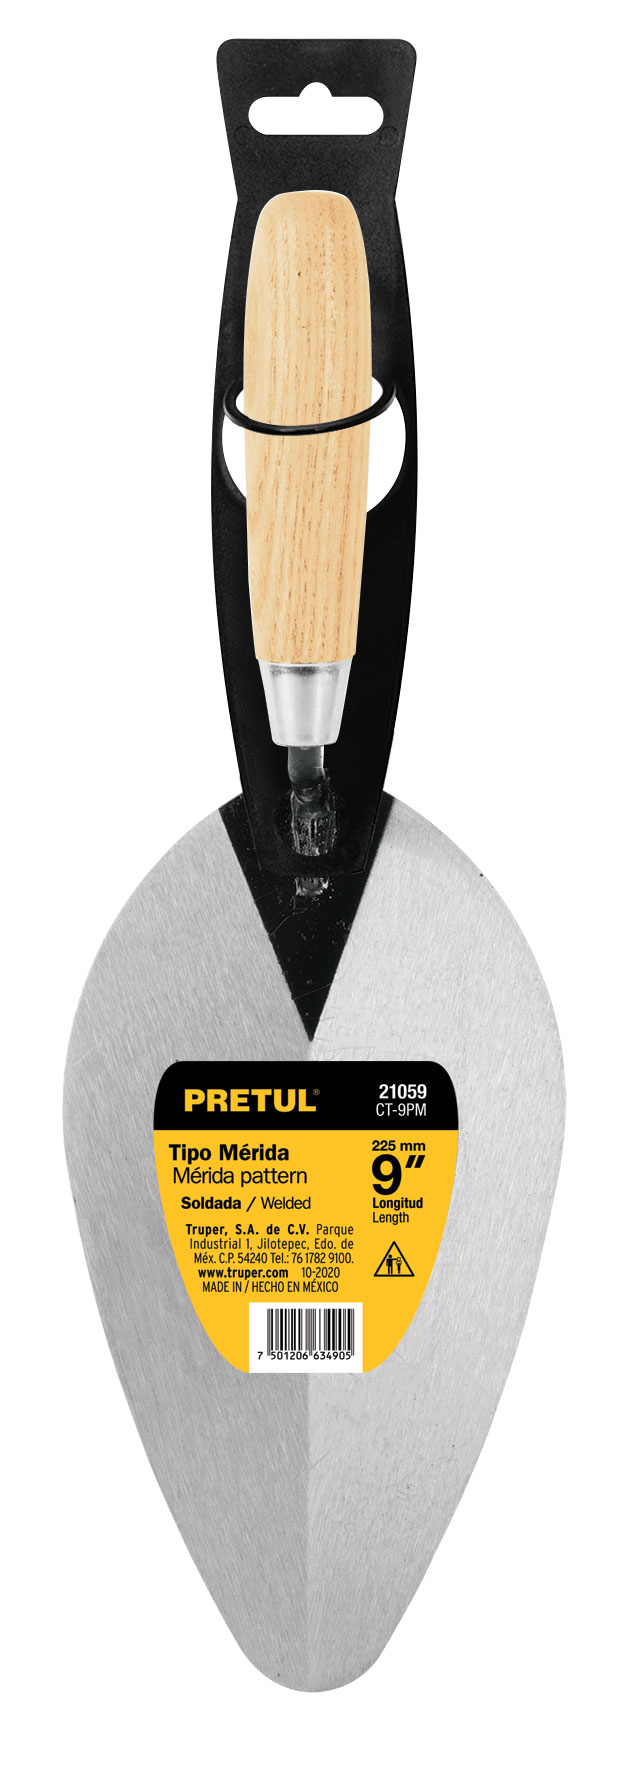 PRETUL®
21059
CT-9PM
Tipo Mérida
Mérida pattern
Soldada / Welded
225 mm
9”
Longitud
Length
Truper, S.A. de C.V. Parque
Industrial 1, Jilotepec, Edo. de
Méx. C.P. 54240 Tel.: 76 1782 9100.
www.truper.com 10-2020
MADE IN / HECHO EN MÉXICO
7 501206 634905